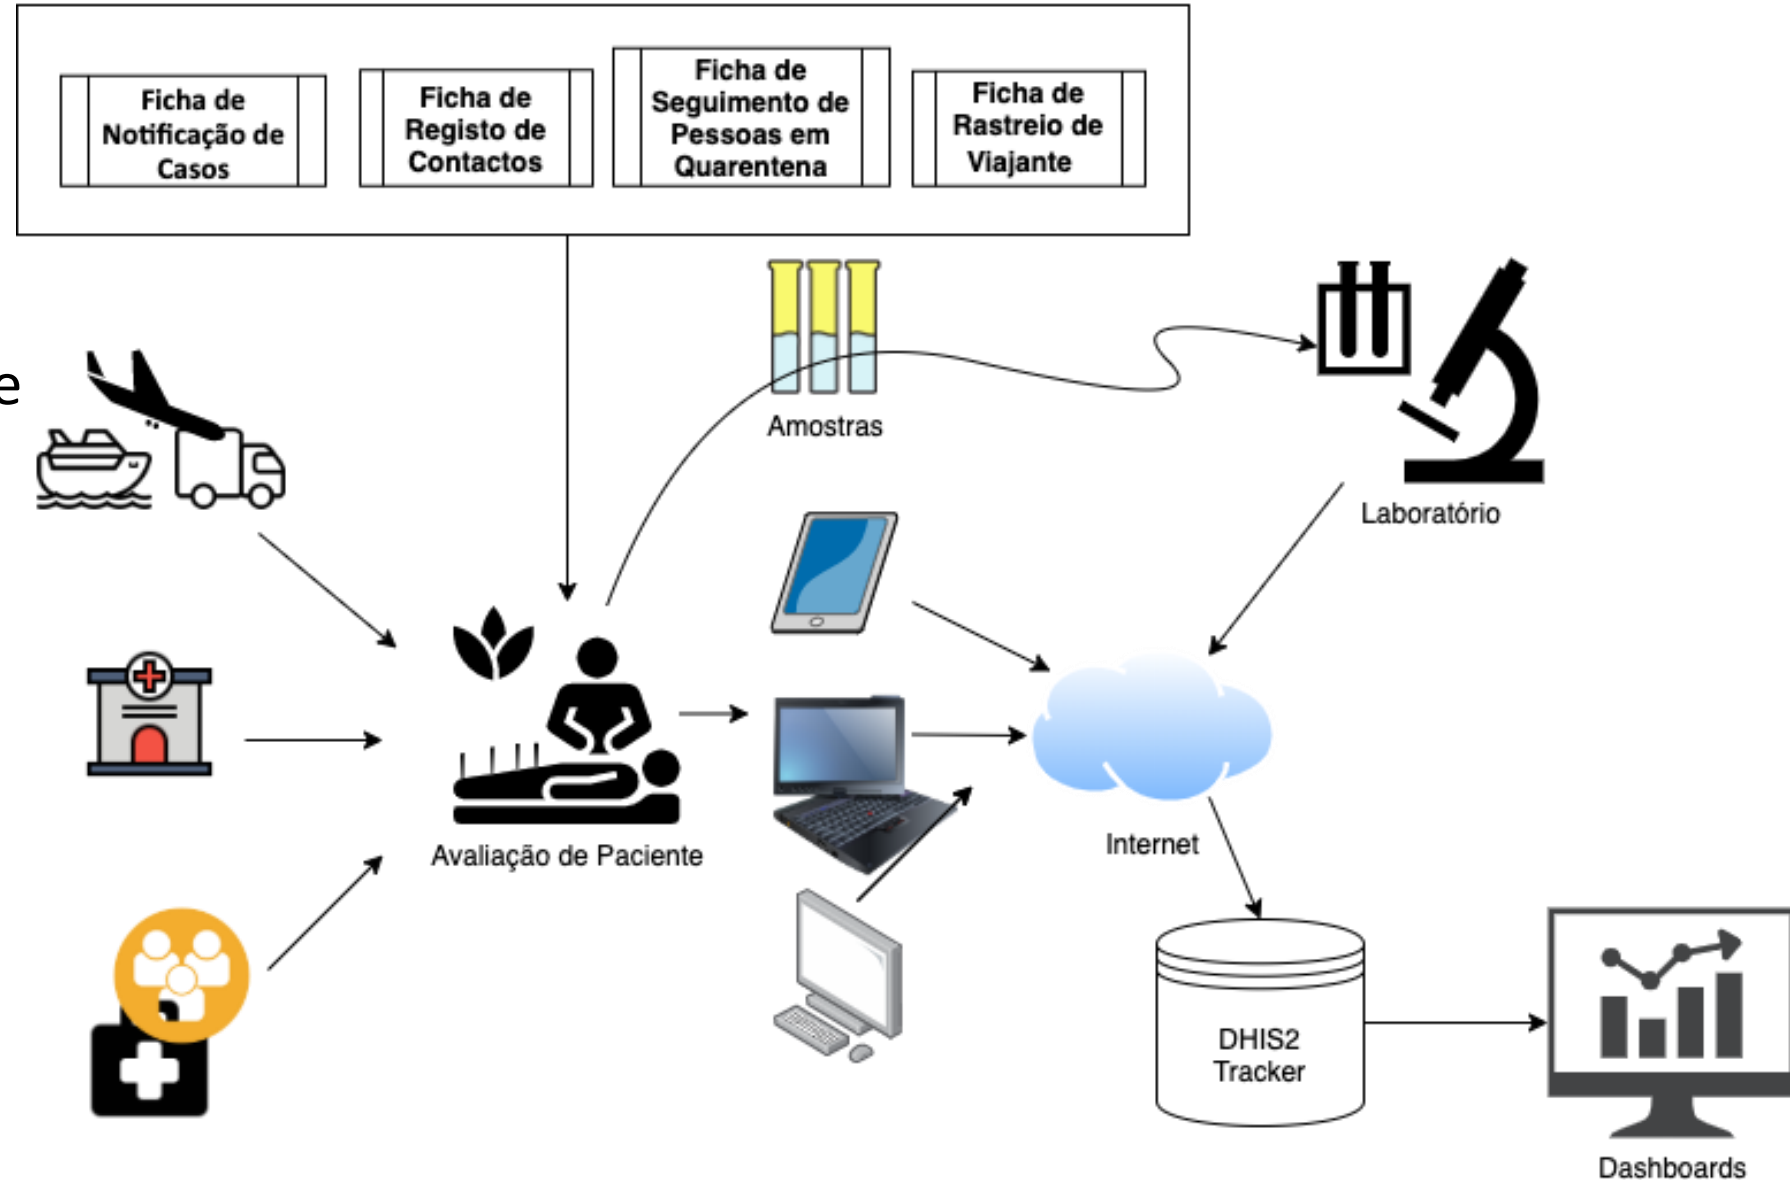 Ficha de
Notificação de
Casos
Ficha de
Registo de
Contactos
Ficha de
Seguimento de
Pessoas em
Quarentena
Ficha de
Rastreio de
Viajante
e
Amostras
Laboratório
Avaliação de Paciente
Internet
DHIS2
Tracker
Dashboards